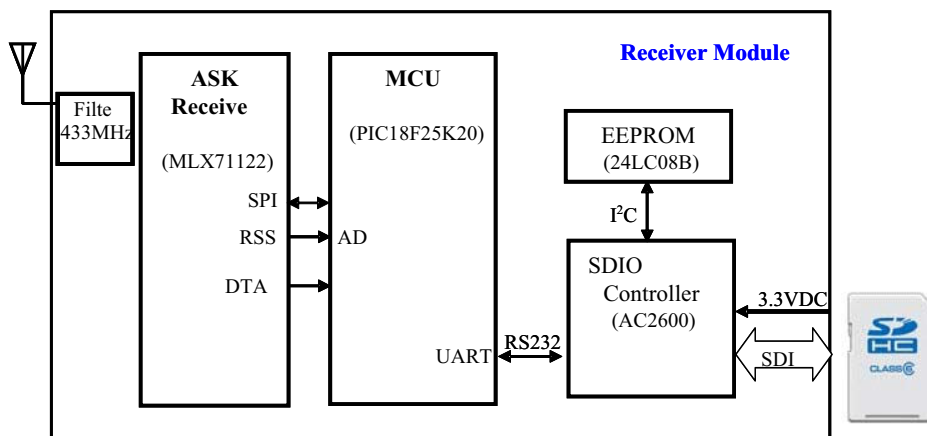 Receiver Module
Filte
433MHz
ASK
Receive
(MLX71122)
SPI
RSS
DTA
MCU
(PIC18F25K20)
AD
UART
RS232
EEPROM
(24LC08B)
I²C
SDIO
Controller
(AC2600)
3.3VDC
SDI
SD
HC
CLASS 6